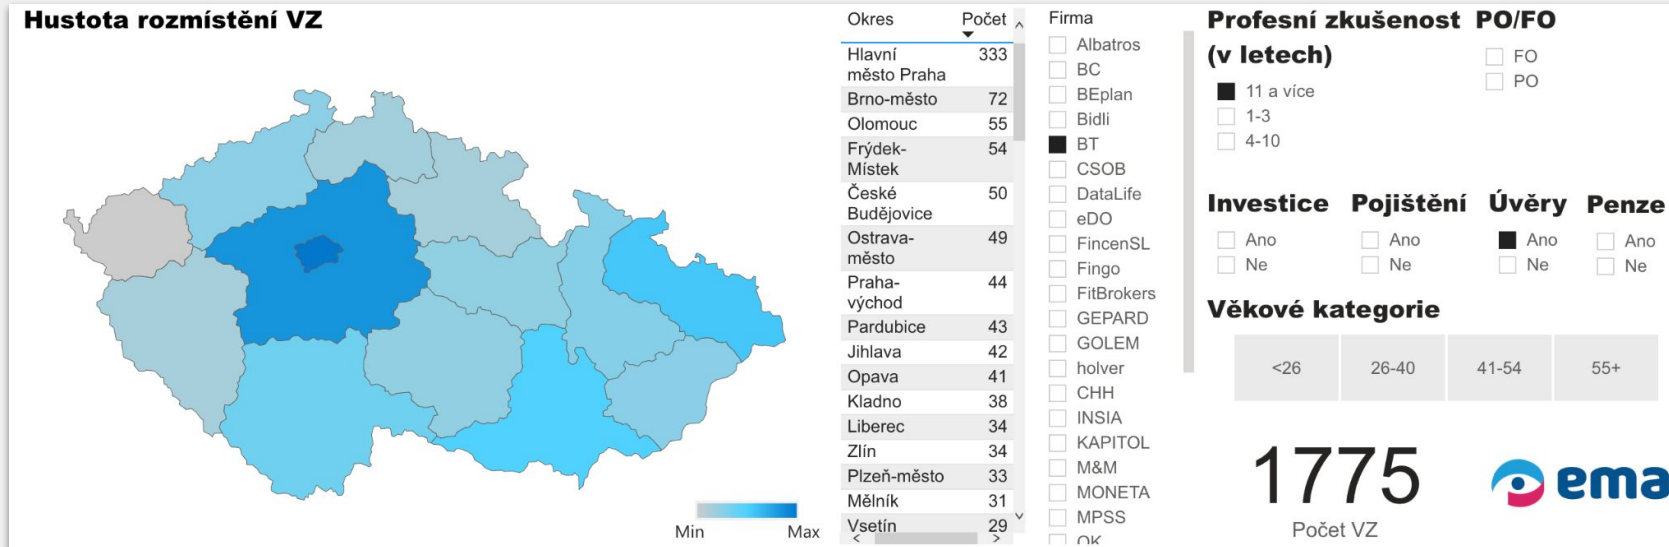 Hustota rozmístění VZ
Min
Max
Okres
Počet
Hlavní
město Praha
333
Brno-město
72
Olomouc
55
Frýdek-
Místek
54
České
Budějovice
50
Ostrava-
město
49
Praha-
východ
44
Pardubice
43
Jihlava
42
Opava
41
Kladno
38
Liberec
34
Zlín
34
Plzeň-město
33
Mělník
31
Vsetín
29
Firma
Albatros
BC
BEplan
Bidli
BT
CSOB
DataLife
eDO
FincenSL
Fingo
FitBrokers
GEPARD
GOLEM
holver
CHH
INSIA
KAPITOL
M&M
MONETA
MPSS
OK
Profesní zkušenost
(v letech)
11 a více
1-3
4-10
PO/FO
FO
PO
Investice
Ano
Ne
Pojištění
Ano
Ne
Úvěry
Ano
Ne
Penze
Ano
Ne
Věkové kategorie
<26
26-40
41-54
55+
1775
Počet VZ
ema